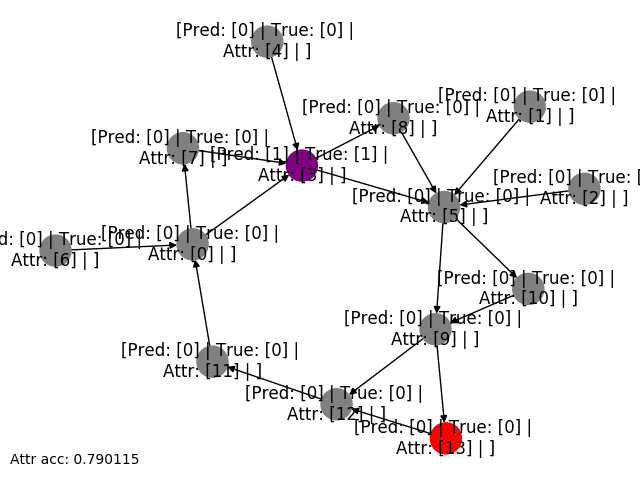 [Pred: [0] | True: [0] |
Attr: [4] | ]
[Pred: [0] | True: [0] |
Attr: [1] | ]
[Pred: [0] | True: [0] |
Attr: [8] | ]
[Pred: [0] | True: [0] |
Attr: [7] | ]
[Pred: [1] | True: [1] |
Attr: [3] | ]
[Pred: [0] | True: [
Attr: [2] | ]
[Pred: [0] | True: [0] |
Attr: [5] | ]
d: [0] | True: [0] |
Attr: [6] | ]
[Pred: [0] | True: [0] |
Attr: [0] | ]
[Pred: [0] | True: [0] |
Attr: [10] | ]
[Pred: [0] | True: [0] |
Attr: [9] | ]
[Pred: [0] | True: [0] |
Attr: [11] | ]
[Pred: [0] | True: [0] |
Attr: [12] | ]
[Pred: [0] | True: [0] |
Attr: [13] | ]
Attr acc: 0.790115